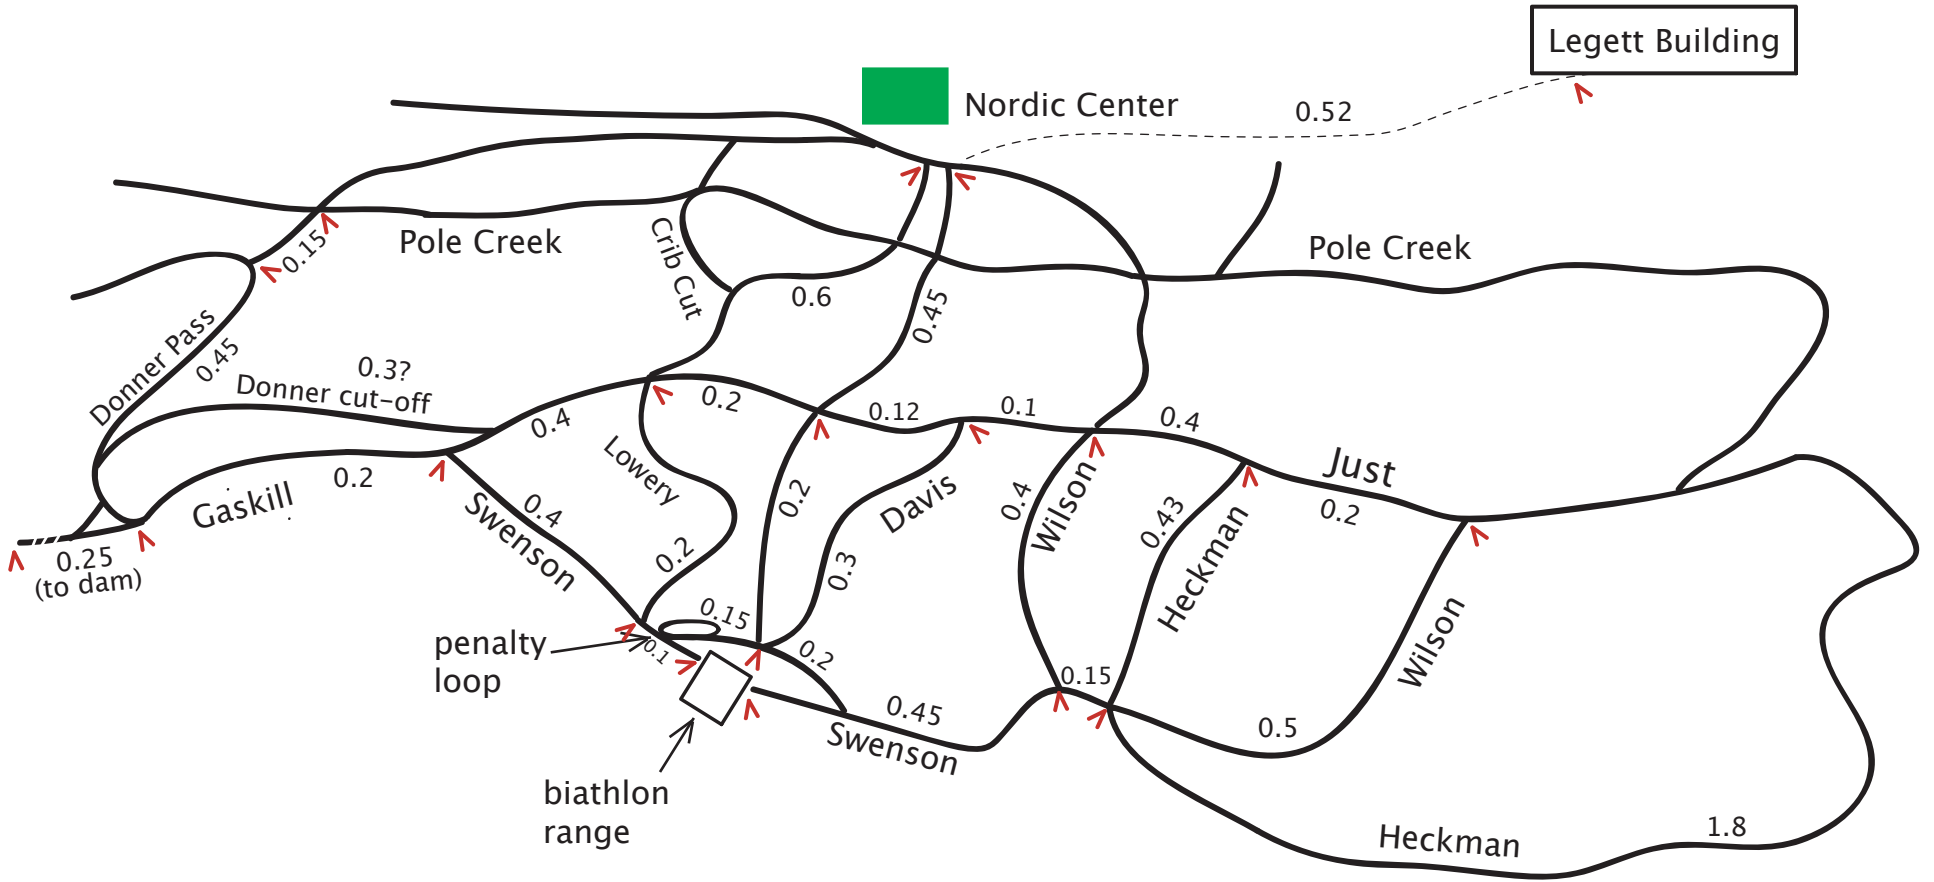 Legett Building
Nordic Center
0.52
Pole Creek
0.15
Crib Cut
Pole Creek
0.6
0.45
Donner Pass
0.45
0.3?
Donner cut-off
0.4
0.2
0.12
0.1
0.4
Just
0.2
Gaskill
0.2
Lowery
0.2
Swenson
0.4
0.2
Davis
0.3
0.4
Wilson
0.43
Heckman
Wilson
0.25
(to dam)
penalty
loop
0.15
0.1
0.2
0.15
0.45
Swenson
0.5
biathlon
range
Heckman
1.8